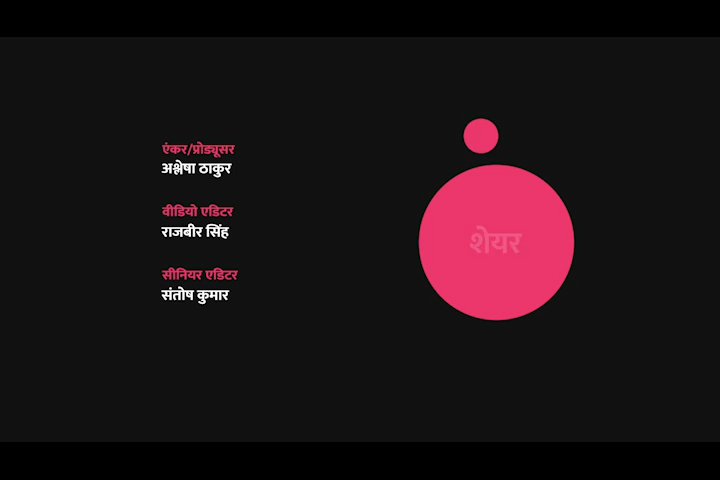 एंकर/प्रोड्यूसर
अश्लेषा ठाकुर
वीडियो एडिटर
राजबीर सिंह
सीनियर एडिटर
संतोष कुमार
शेयर